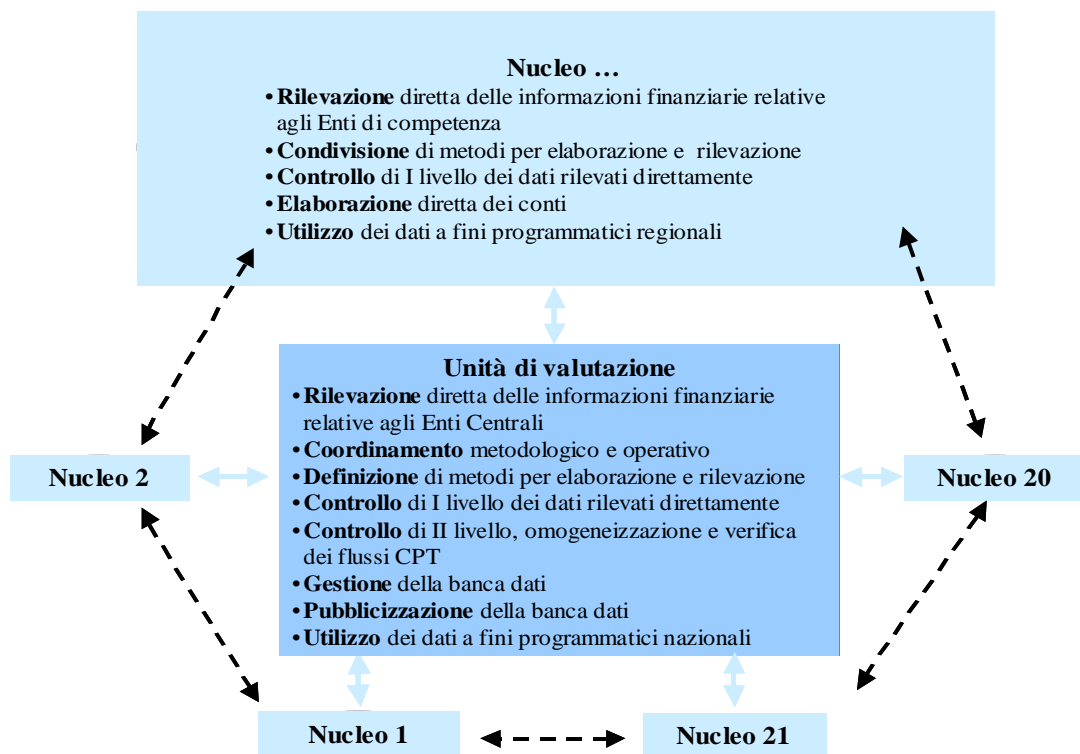 Nucleo …
• Rilevazione diretta delle informazioni finanziarie relative
agli Enti di competenza
• Condivisione di metodi per elaborazione e rilevazione
• Controllo di I livello dei dati rilevati direttamente
• Elaborazione diretta dei conti
• Utilizzo dei dati a fini programmatici regionali
Unità di valutazione
• Rilevazione diretta delle informazioni finanziarie
relative agli Enti Centrali
• Coordinamento metodologico e operativo
• Definizione di metodi per elaborazione e rilevazione
• Controllo di I livello dei dati rilevati direttamente
• Controllo di II livello, omogeneizzazione e verifica
dei flussi CPT
• Gestione della banca dati
• Pubblicizzazione della banca dati
• Utilizzo dei dati a fini programmatici nazionali
Nucleo 2
Nucleo 20
Nucleo 1
Nucleo 21